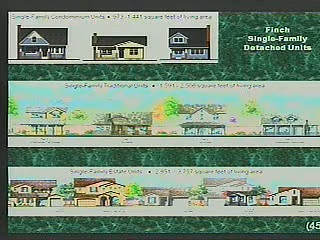 Single-Family Condominium Units • 973-1,441 square feet of living area
Finch
Single-Family
Detached Units
Single-Family Traditional Units • 1,591 - 2,506 square feet of living area
Single-Family Estate Units • 2,951 - 3,757 square feet of living area
(45